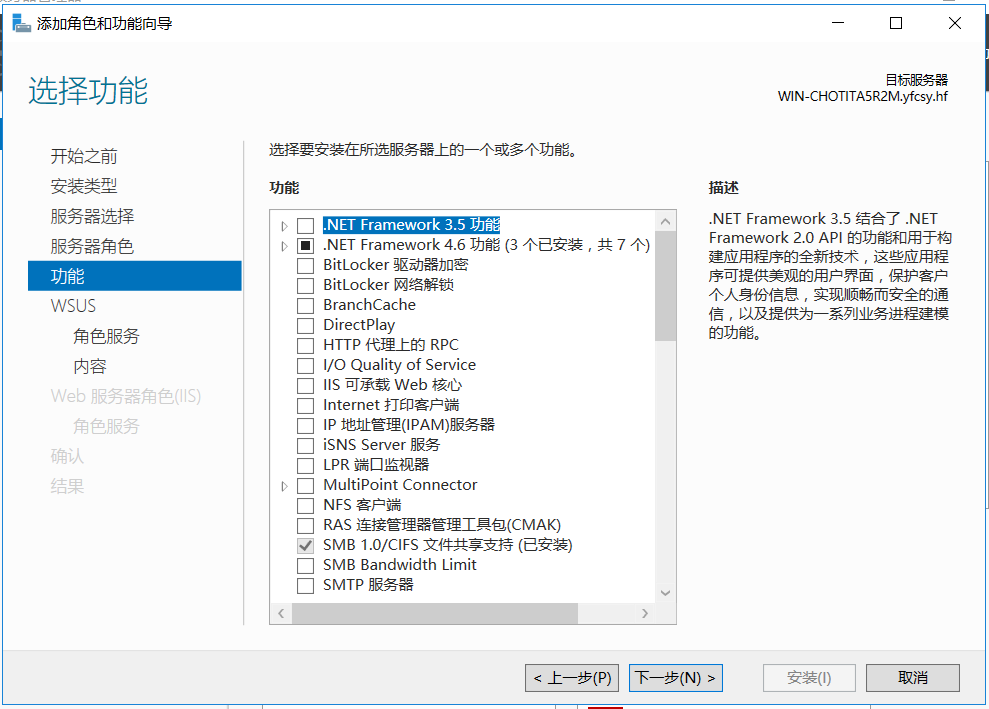 添加角色和功能向导
选择功能
目标服务器
WIN-CHOTITA5R2M.yfcsy.hf
开始之前
安装类型
服务器选择
服务器角色
功能
WSUS
角色服务
内容
Web 服务器角色(IIS)
角色服务
确认
结果
选择要安装在所选服务器上的一个或多个功能。
功能
.NET Framework 3.5 功能
.NET Framework 4.6 功能 (3 个已安装，共 7 个)
BitLocker 驱动器加密
BitLocker 网络解锁
BranchCache
DirectPlay
HTTP 代理上的 RPC
I/O Quality of Service
IIS 可承载 Web 核心
Internet 打印客户端
IP 地址管理(IPAM)服务器
iSNS Server 服务
LPR 端口监视器
MultiPoint Connector
NFS 客户端
RAS 连接管理器管理工具包(CMAK)
SMB 1.0/CIFS 文件共享支持 (已安装)
SMB Bandwidth Limit
SMTP 服务器
描述
.NET Framework 3.5 结合了 .NET
Framework 2.0 API 的功能和用于构
建应用程序的全新技术，这些应用程
序可提供美观的用户界面，保护客户
个人身份信息，实现顺畅而安全的通
信，以及提供为一系列业务进程建模
的功能。
< 上一步(P)
下一步(N) >
安装(I)
取消